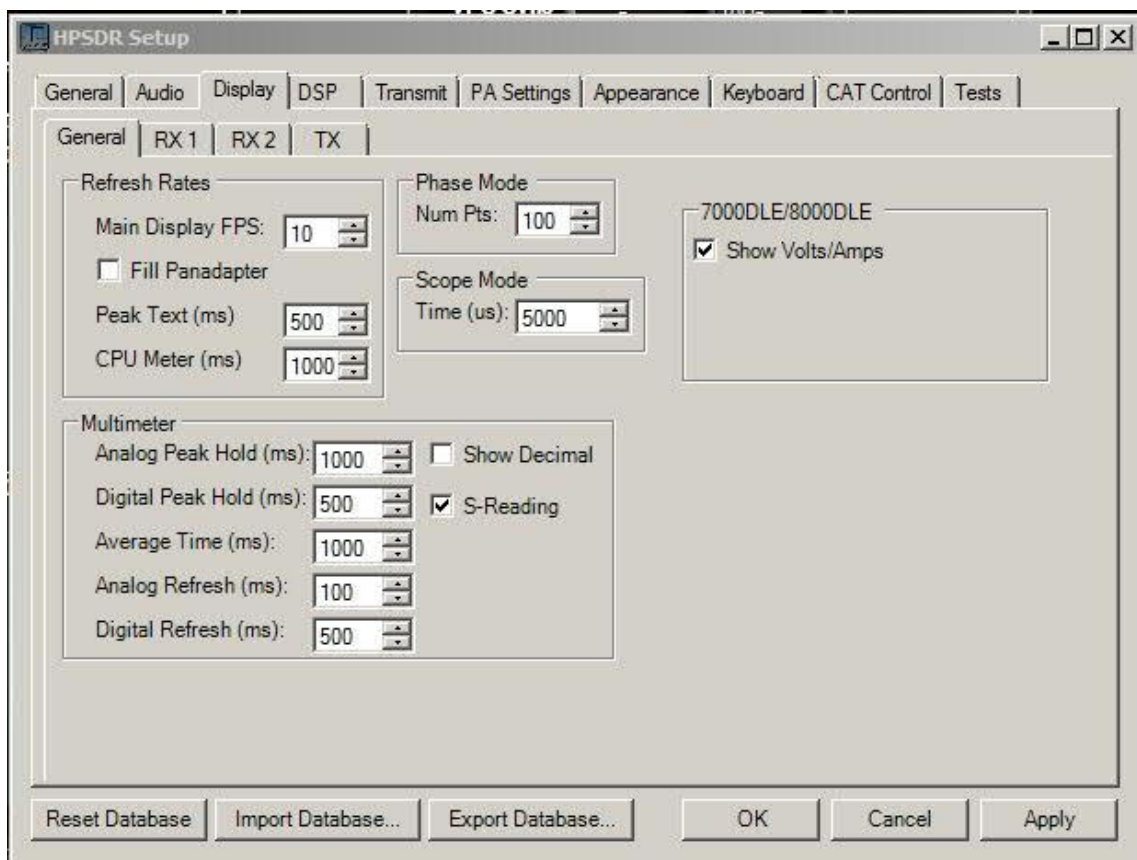 HPSDR Setup
General Audio Display DSP Transmit PA Settings Appearance Keyboard CAT Control Tests
General RX 1 RX 2 TX
Refresh Rates
Main Display FPS: 10
Fill Panadapter
Peak Text (ms) 500
CPU Meter (ms) 1000
Phase Mode
Num Pts: 100
Scope Mode
Time (us): 5000
7000DLE/8000DLE
Show Volts/Amps
Multimeter
Analog Peak Hold (ms): 1000 Show Decimal
Digital Peak Hold (ms): 500 S-Reading
Average Time (ms): 1000
Analog Refresh (ms): 100
Digital Refresh (ms): 500
Reset Database Import Database... Export Database... OK Cancel Apply